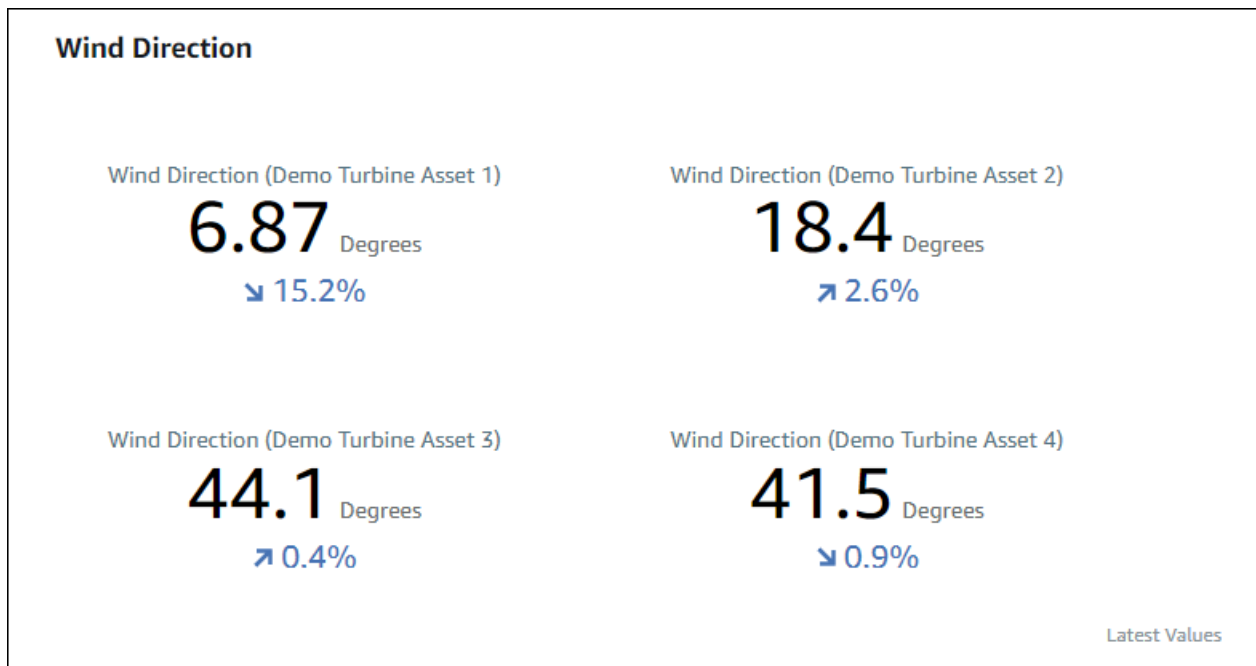 Wind Direction
Wind Direction (Demo Turbine Asset 1)
6.87 Degrees
↘ 15.2%
Wind Direction (Demo Turbine Asset 2)
18.4 Degrees
↗ 2.6%
Wind Direction (Demo Turbine Asset 3)
44.1 Degrees
↗ 0.4%
Wind Direction (Demo Turbine Asset 4)
41.5 Degrees
↘ 0.9%
Latest Values